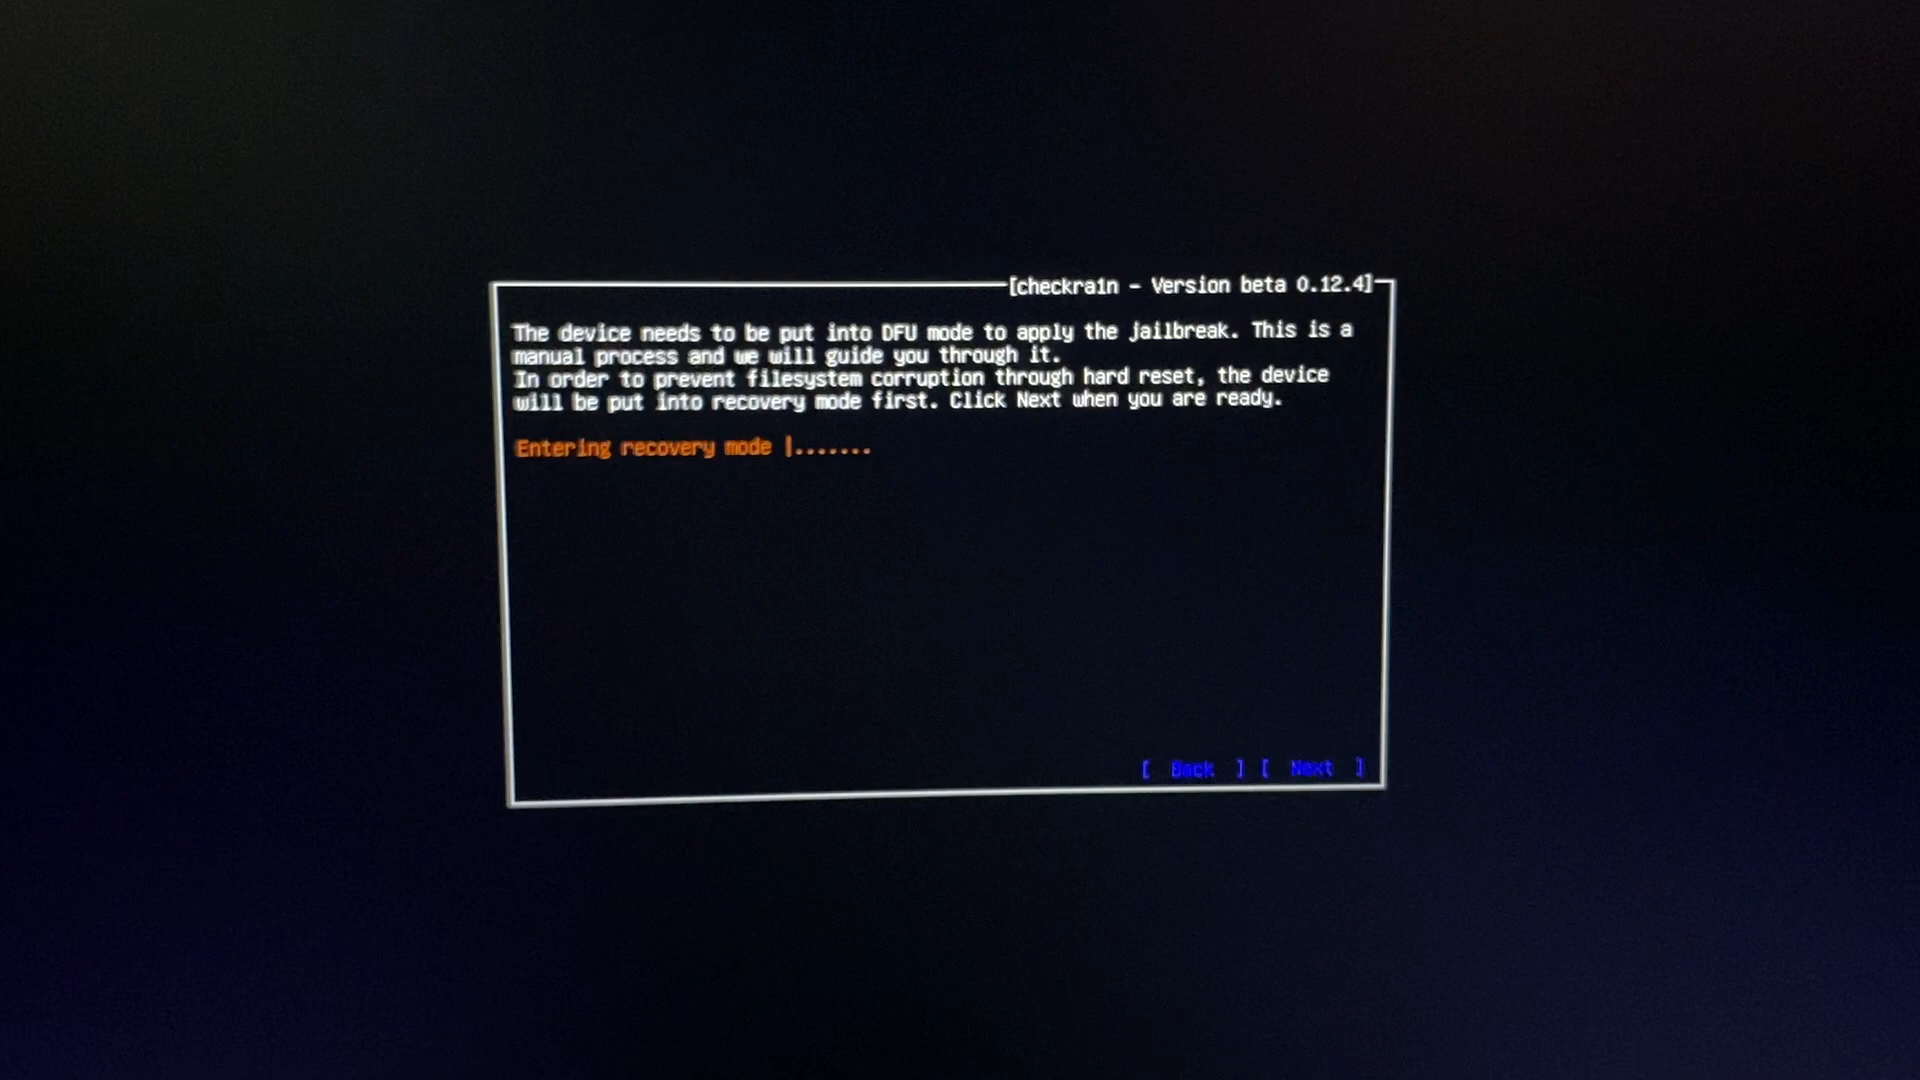 [checkra1n - Version beta 0.12.4]
The device needs to be put into DFU mode to apply the jailbreak. This is a
manual process and we will guide you through it.
In order to prevent filesystem corruption through hard reset, the device
will be put into recovery mode first. Click Next when you are ready.
Entering recovery mode |.......
[ Back ] [ Next ]